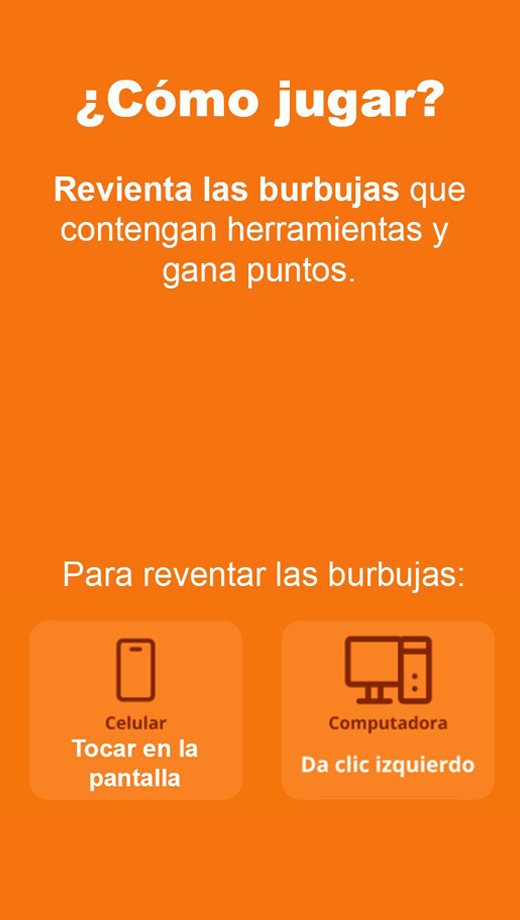 ¿Cómo jugar?
Revienta las burbujas que
contengan herramientas y
gana puntos.
Para reventar las burbujas:
Celular
Tocar en la
pantalla
Computadora
Da clic izquierdo